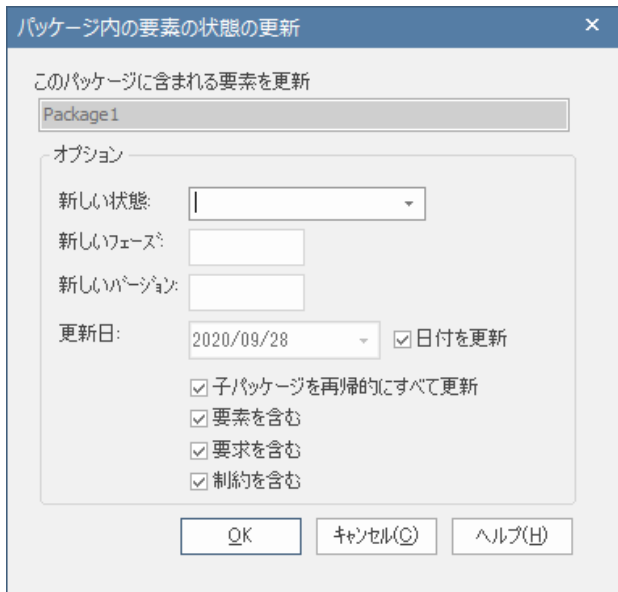 パッケージ内の要素の状態の更新
このパッケージに含まれる要素を更新
Package1
オプション
新しい状態:
新しいフェーズ:
新しいバージョン:
更新日: 2020/09/28 日付を更新
子パッケージを再帰的にすべて更新
要素を含む
要求を含む
制約を含む
OK キャンセル(C) ヘルプ(H)